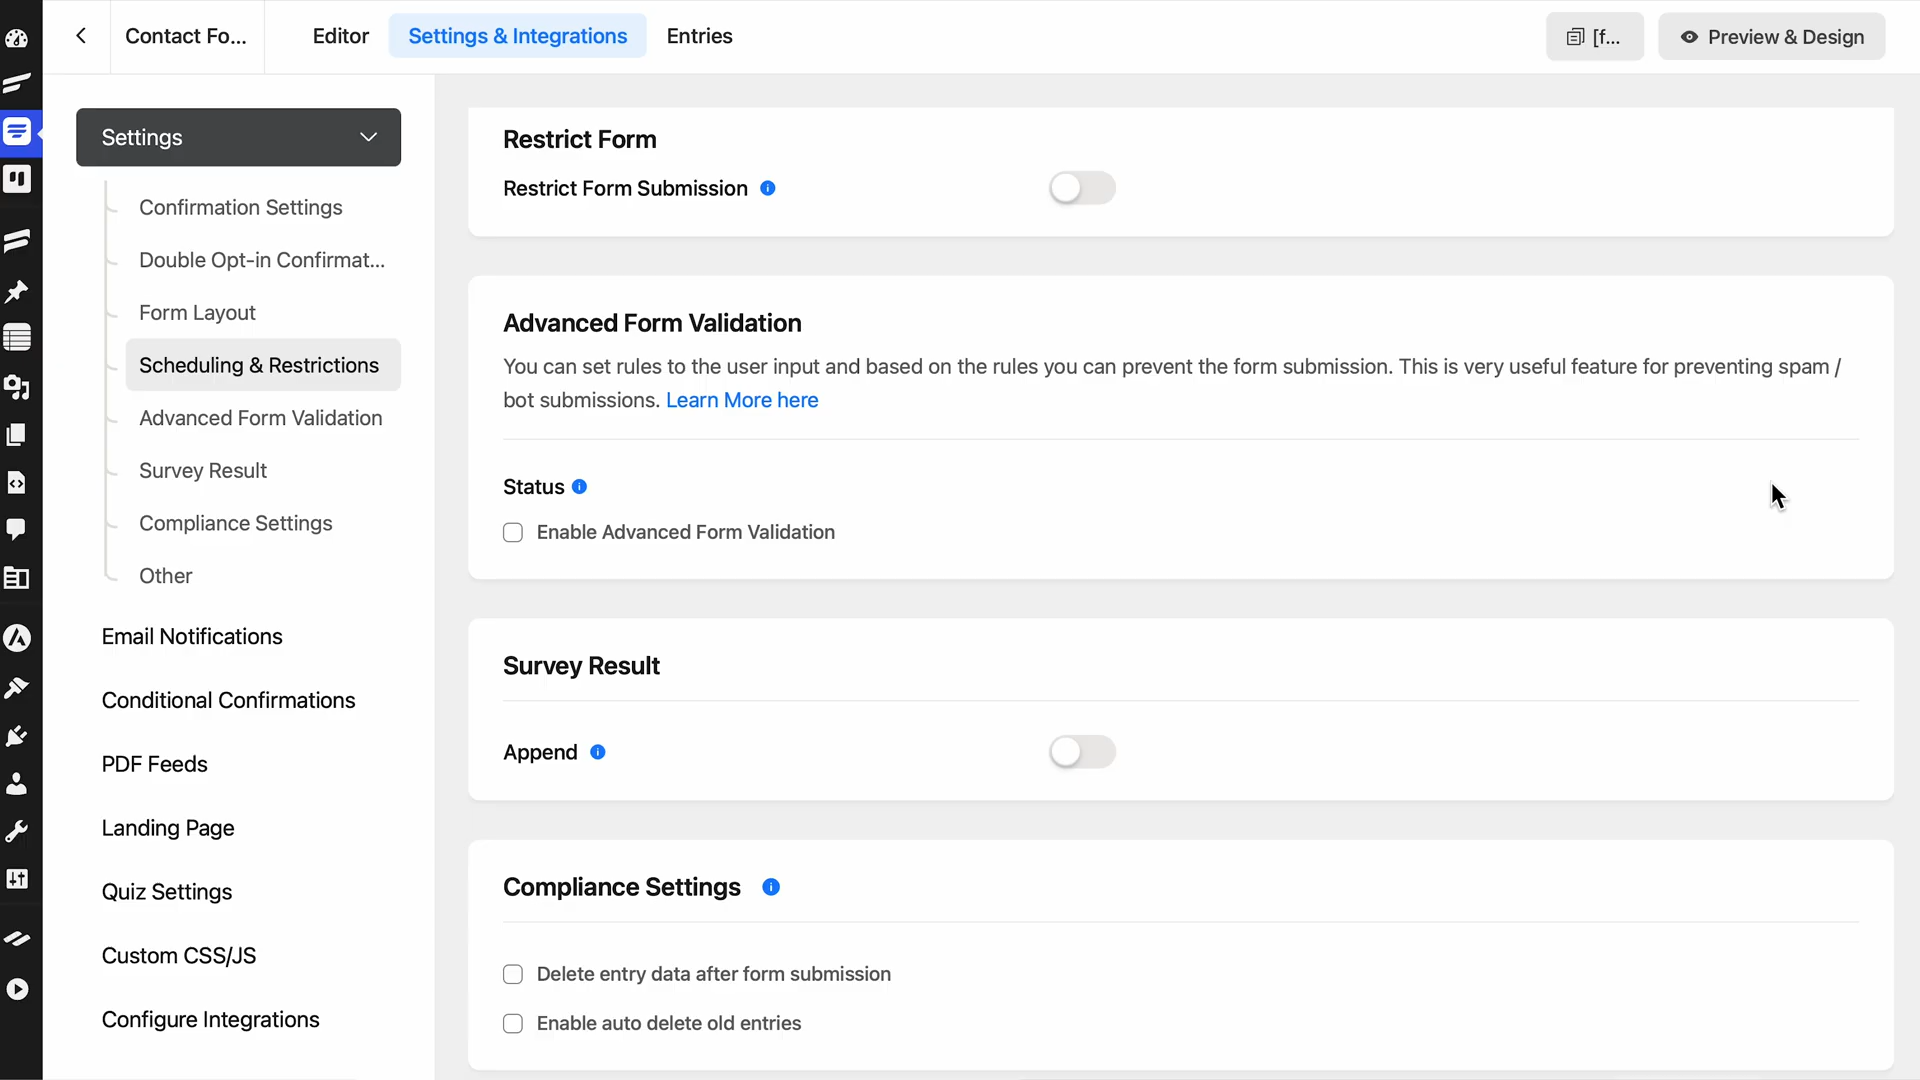 Contact Fo...
Editor
Settings & Integrations
Entries
[f...
Preview & Design
Settings
Confirmation Settings
Double Opt-in Confirmat...
Form Layout
Scheduling & Restrictions
Advanced Form Validation
Survey Result
Compliance Settings
Other
Email Notifications
Conditional Confirmations
PDF Feeds
Landing Page
Quiz Settings
Custom CSS/JS
Configure Integrations
Restrict Form
Restrict Form Submission
Advanced Form Validation
You can set rules to the user input and based on the rules you can prevent the form submission. This is very useful feature for preventing spam /
bot submissions. Learn More here
Status
Enable Advanced Form Validation
Survey Result
Append
Compliance Settings
Delete entry data after form submission
Enable auto delete old entries